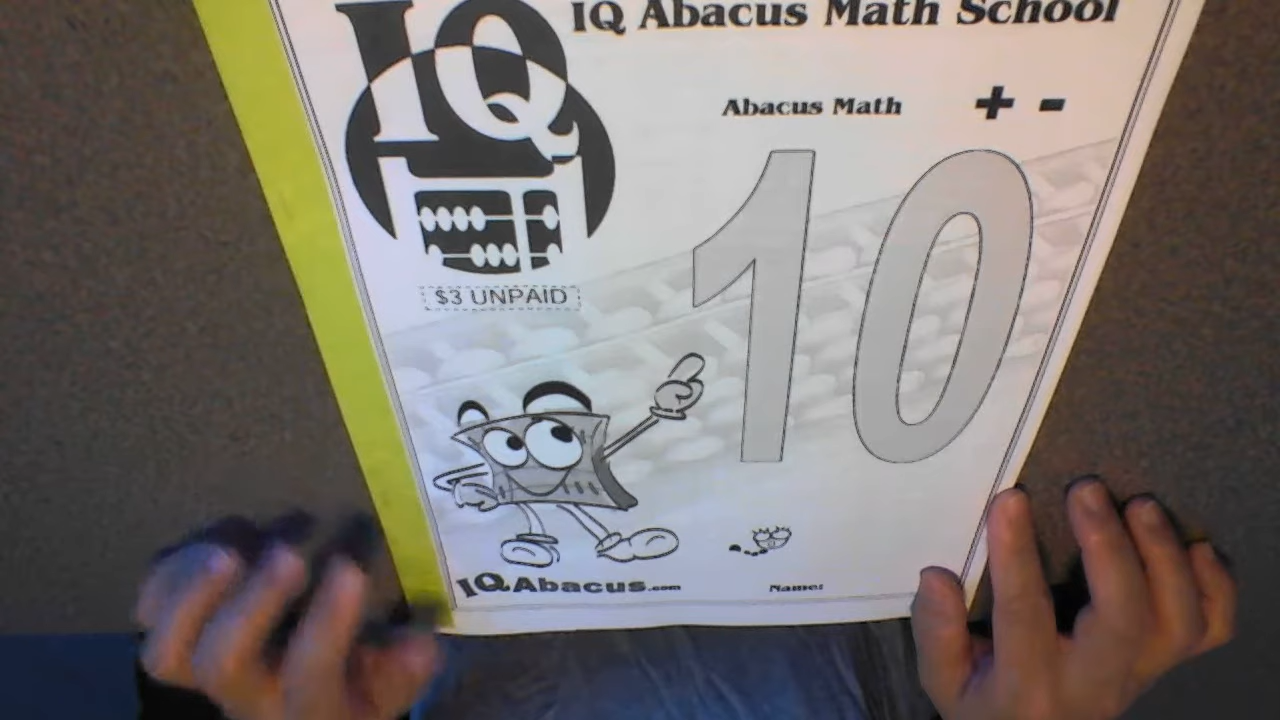 IQ
IQ Abacus Math School
Abacus Math + -
10
$3 UNPAID
IQAbacus.com
Name: